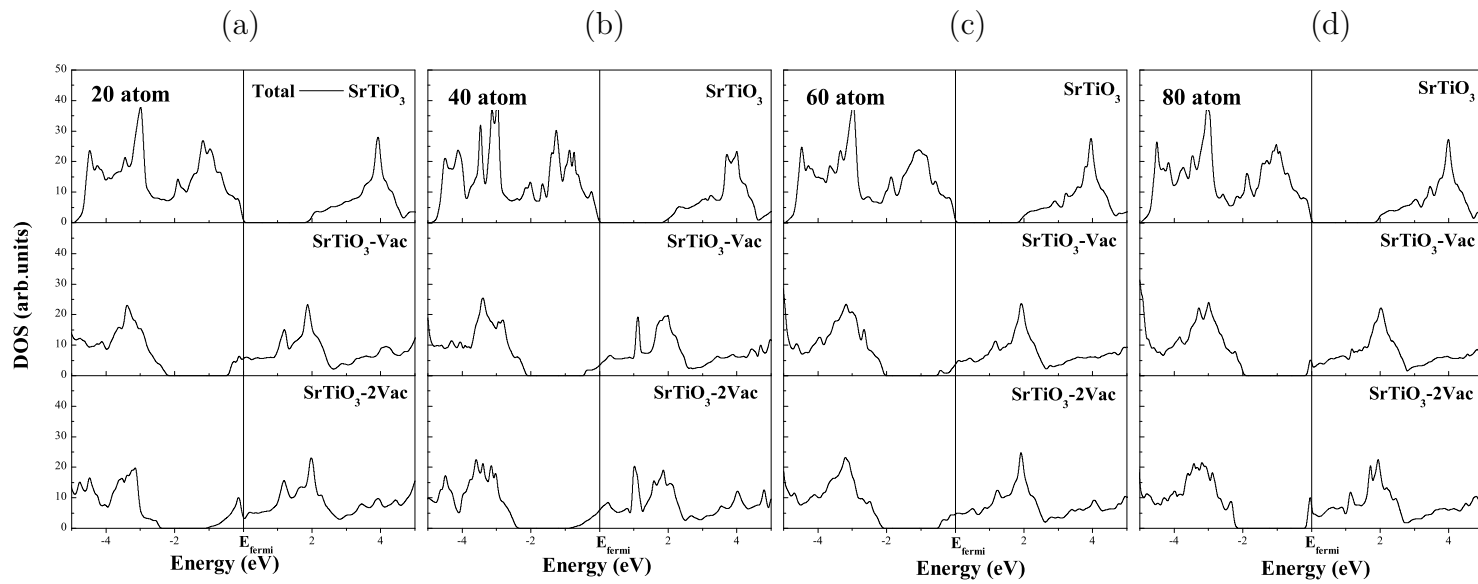 (a) (b) (c) (d)
20 atom Total SrTiO3 40 atom SrTiO3 60 atom SrTiO3 80 atom SrTiO3
50
40
30
20
10
0
SrTiO3-Vac SrTiO3-Vac SrTiO3-Vac SrTiO3-Vac
40
30
20
10
0
SrTiO3-2Vac SrTiO3-2Vac SrTiO3-2Vac SrTiO3-2Vac
40
30
20
10
0
DOS (arb.units)
-4 -2 Efermi 2 4 -4 -2 Efermi 2 4 -4 -2 Efermi 2 4 -4 -2 Efermi 2 4
Energy (eV) Energy (eV) Energy (eV) Energy (eV)